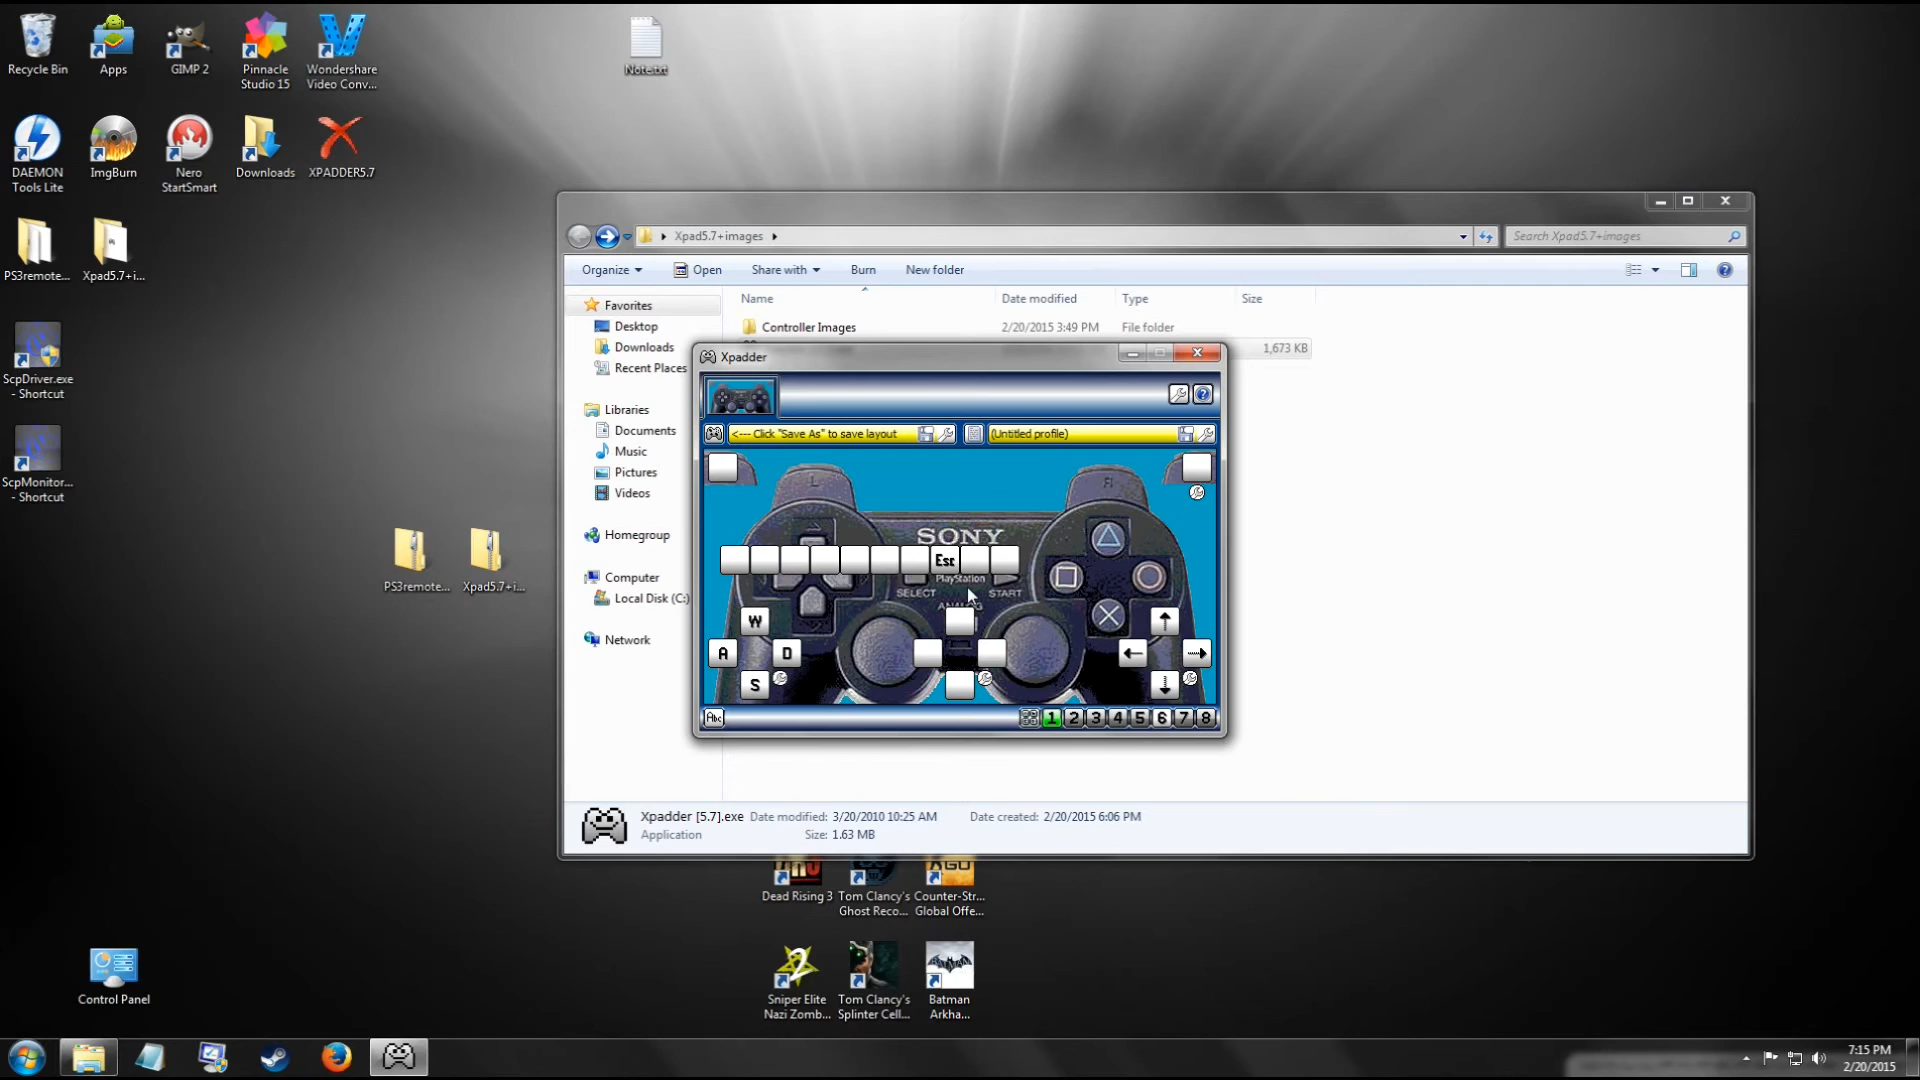 Recycle Bin
Apps
GIMP 2
Pinnacle
Studio 15
Wondershare
Video Conv...
Note.txt
DAEMON
Tools Lite
ImgBurn
Nero
StartSmart
Downloads
XPADDER5.7
PS3remote...
Xpad5.7+i...
ScpDriver.exe
- Shortcut
ScpMonitor...
- Shortcut
PS3remote...
Xpad5.7+i...
Control Panel
Xpad5.7+images
Search Xpad5.7+images
Organize
Open
Share with
Burn
New folder
Name
Date modified
Type
Size
Favorites
Desktop
Downloads
Recent Places
Libraries
Documents
Music
Pictures
Videos
Homegroup
Computer
Local Disk (C:)
Network
Controller Images
2/20/2015 3:49 PM
File folder
1,673 KB
Xpadder
<--- Click "Save As" to save layout
(Untitled profile)
L
R
SONY
Esc
PlayStation
SELECT
START
ANALOG
W
A
D
S
Abc
1 2 3 4 5 6 7 8
Xpadder [5.7].exe
Date modified: 3/20/2010 10:25 AM
Date created: 2/20/2015 6:06 PM
Application
Size: 1.63 MB
Dead Rising 3
Tom Clancy's
Ghost Reco...
Counter-Str...
Global Offe...
Sniper Elite
Nazi Zomb...
Tom Clancy's
Splinter Cell...
Batman
Arkha...
7:15 PM
2/20/2015